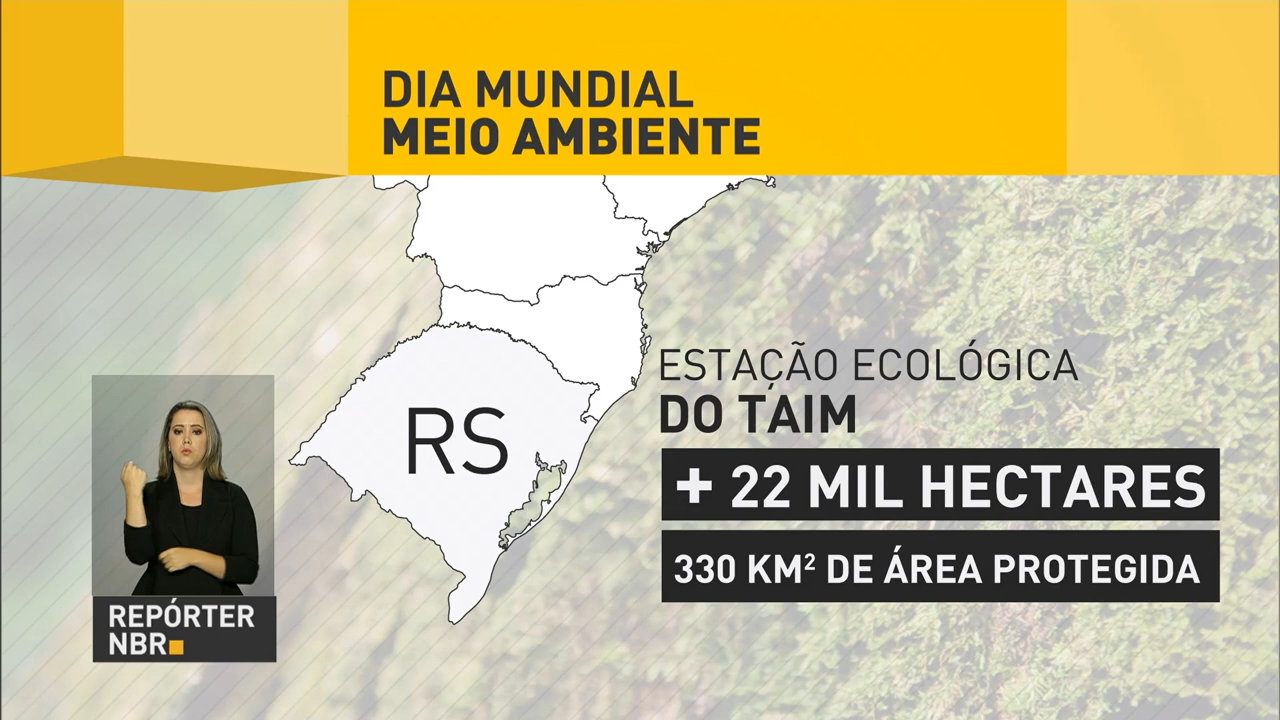 DIA MUNDIAL
MEIO AMBIENTE
RS
ESTAÇÃO ECOLÓGICA
DO TAIM
+ 22 MIL HECTARES
330 KM² DE ÁREA PROTEGIDA
REPÓRTER
NBR